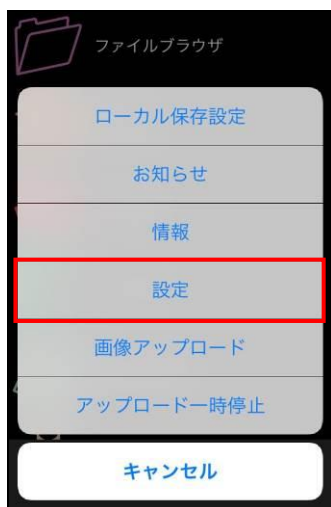 ファイルブラウザ
ローカル保存設定
お知らせ
情報
設定
画像アップロード
アップロード一時停止
キャンセル